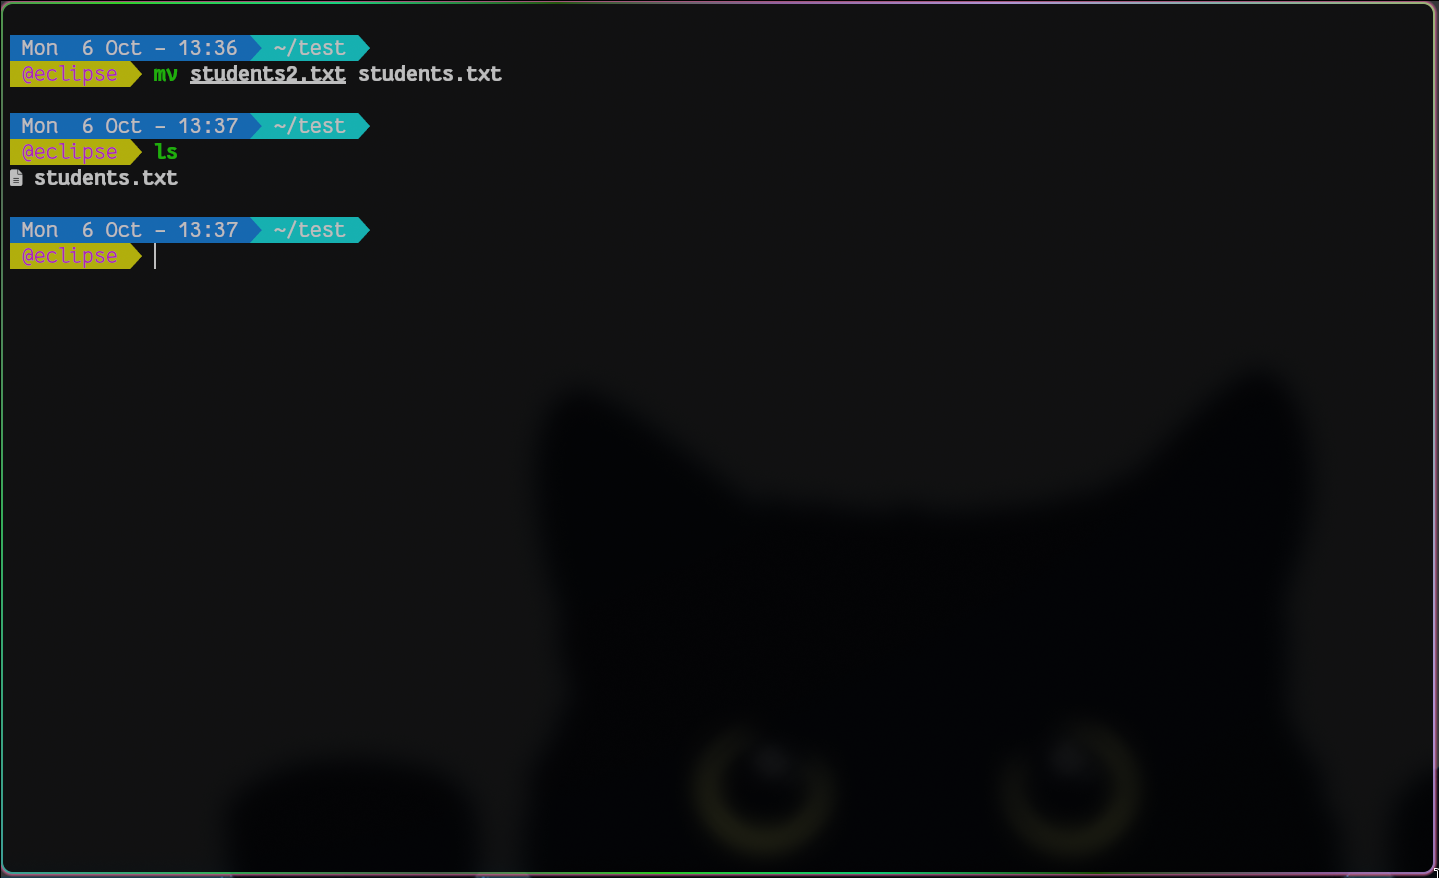 Mon  6 Oct - 13:36 ~/test
@eclipse mv students2.txt students.txt
Mon  6 Oct - 13:37 ~/test
@eclipse ls
students.txt
Mon  6 Oct - 13:37 ~/test
@eclipse